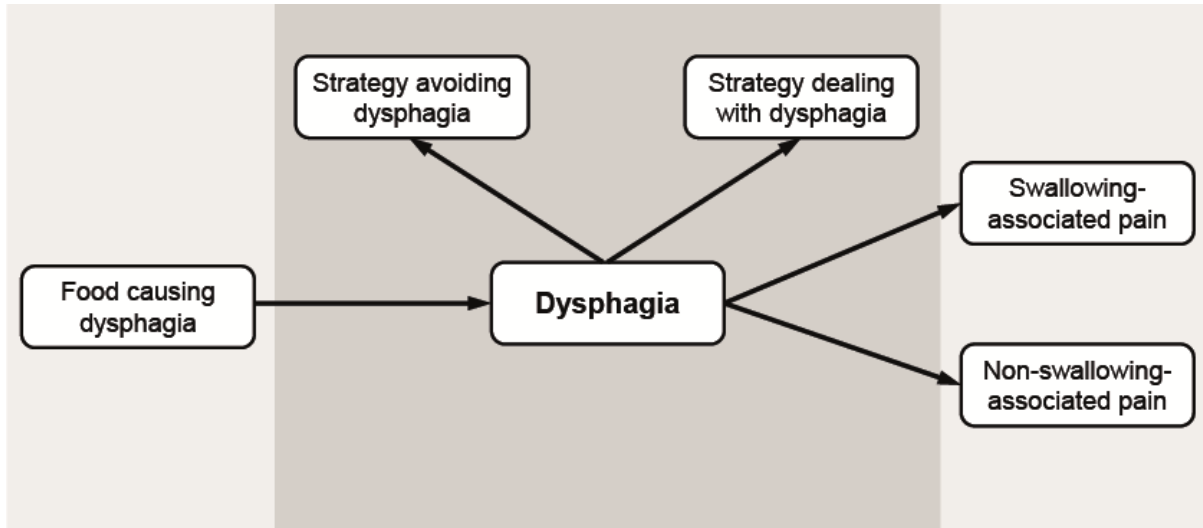 Strategy avoiding
dysphagia
Strategy dealing
with dysphagia
Swallowing-
associated pain
Food causing
dysphagia
Dysphagia
Non-swallowing-
associated pain